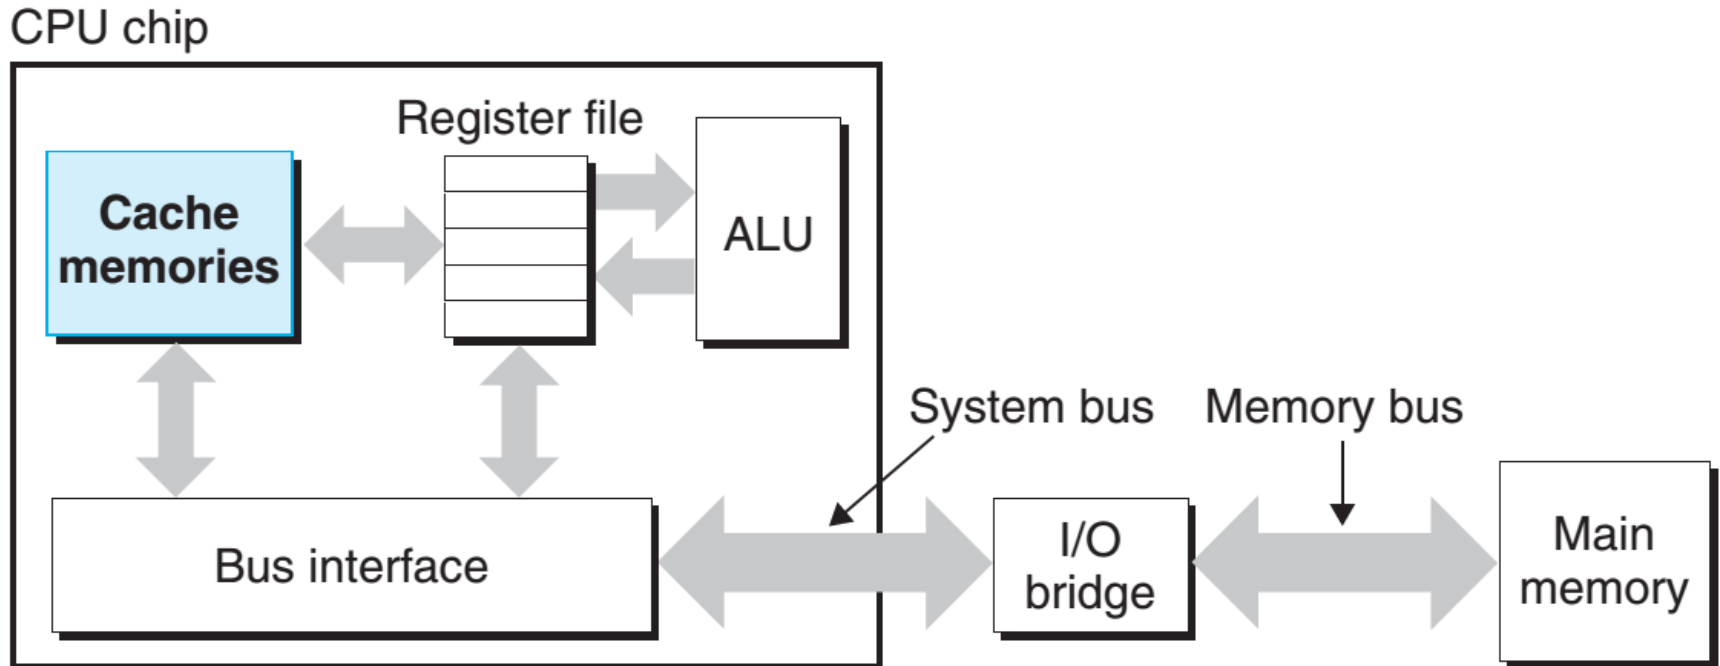 CPU chip
Register file
Cache
memories
ALU
System bus
Memory bus
Bus interface
I/O
bridge
Main
memory